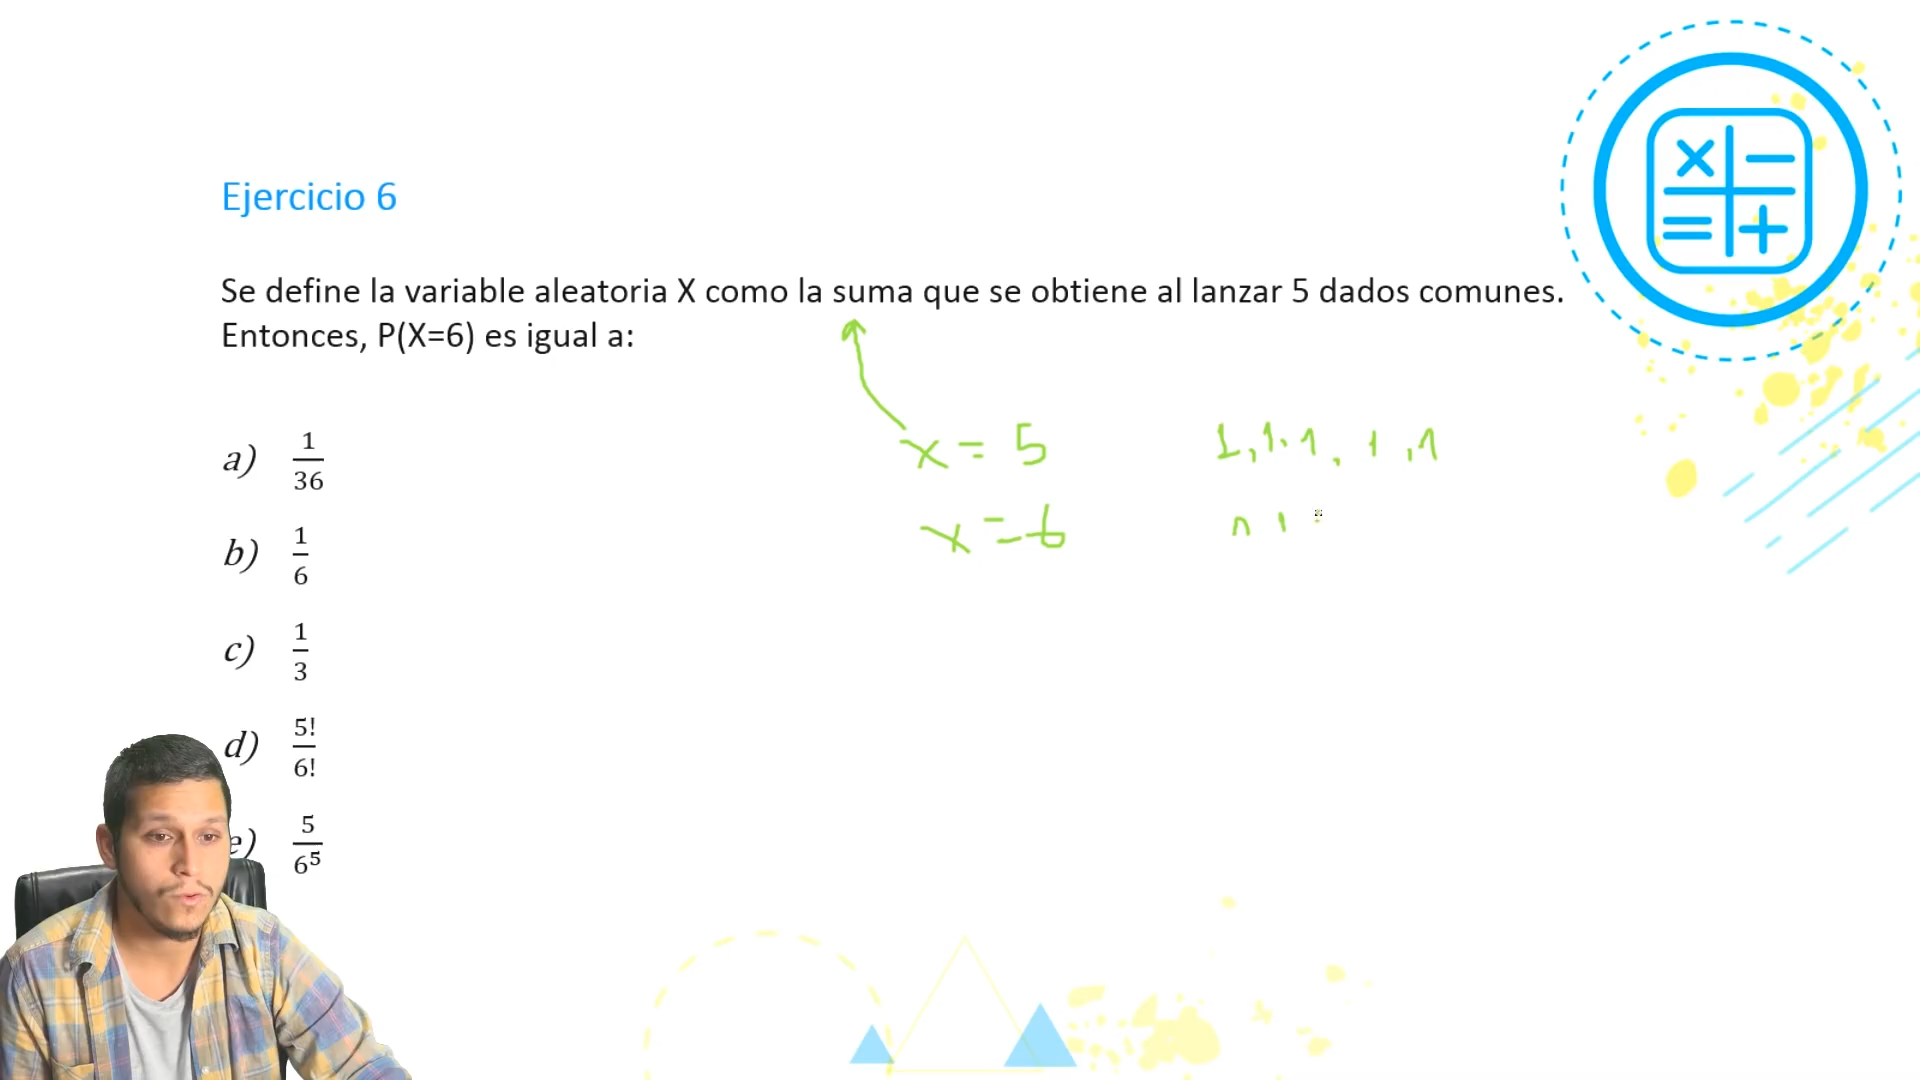 Ejercicio 6
Se define la variable aleatoria X como la suma que se obtiene al lanzar 5 dados comunes.
Entonces, P(X=6) es igual a:
x = 5 1, 1, 1, 1, 1
x = 6
a) 1/36
b) 1/6
c) 1/3
d) 5!/6!
e) 5/6⁵